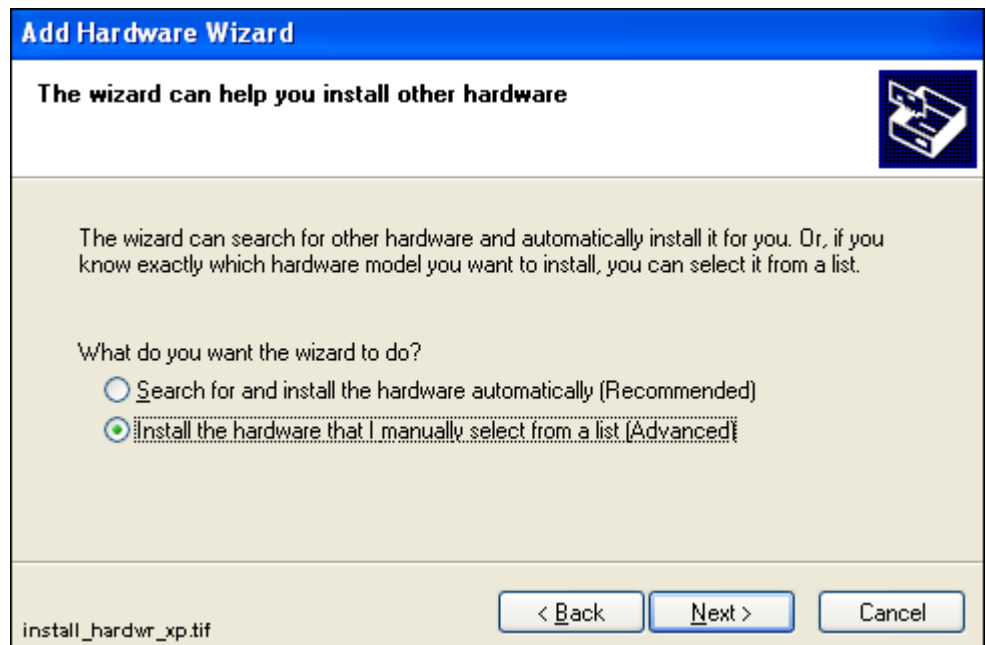 Add Hardware Wizard
The wizard can help you install other hardware
The wizard can search for other hardware and automatically install it for you. Or, if you
know exactly which hardware model you want to install, you can select it from a list.
What do you want the wizard to do?
Search for and install the hardware automatically (Recommended)
Install the hardware that I manually select from a list (Advanced)
< Back Next > Cancel
install_hardwr_xp.tif